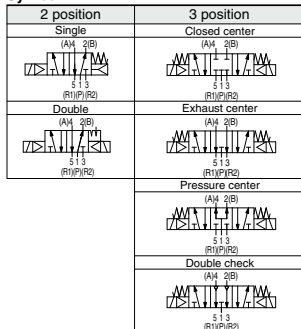 2 position
3 position
Single
(A)4 2(B)
5 1 3
(R1)(P)(R2)
Double
(A)4 2(B)
5 1 3
(R1)(P)(R2)
Closed center
(A)4 2(B)
5 1 3
(R1)(P)(R2)
Exhaust center
(A)4 2(B)
5 1 3
(R1)(P)(R2)
Pressure center
(A)4 2(B)
5 1 3
(R1)(P)(R2)
Double check
(A)4 2(B)
5 1 3
(R1)(P)(R2)